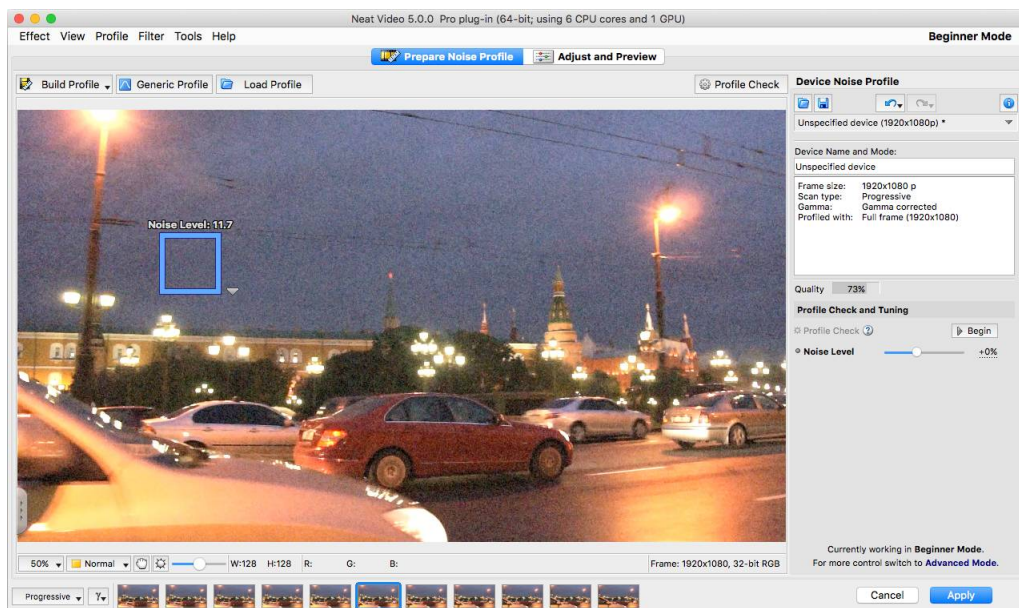 Neat Video 5.0.0 Pro plug-in (64-bit; using 6 CPU cores and 1 GPU)
Effect View Profile Filter Tools Help
Beginner Mode
Prepare Noise Profile
Adjust and Preview
Build Profile
Generic Profile
Load Profile
Profile Check
Noise Level: 11.7
Device Noise Profile
Unspecified device (1920x1080p) *
Device Name and Mode:
Unspecified device
Frame size: 1920x1080 p
Scan type: Progressive
Gamma: Gamma corrected
Profiled with: Full frame (1920x1080)
Quality 73%
Profile Check and Tuning
Profile Check ? Begin
Noise Level +0%
Currently working in Beginner Mode.
For more control switch to Advanced Mode.
50% Normal W:128 H:128 R: G: B: Frame: 1920x1080, 32-bit RGB
Progressive γ Cancel Apply